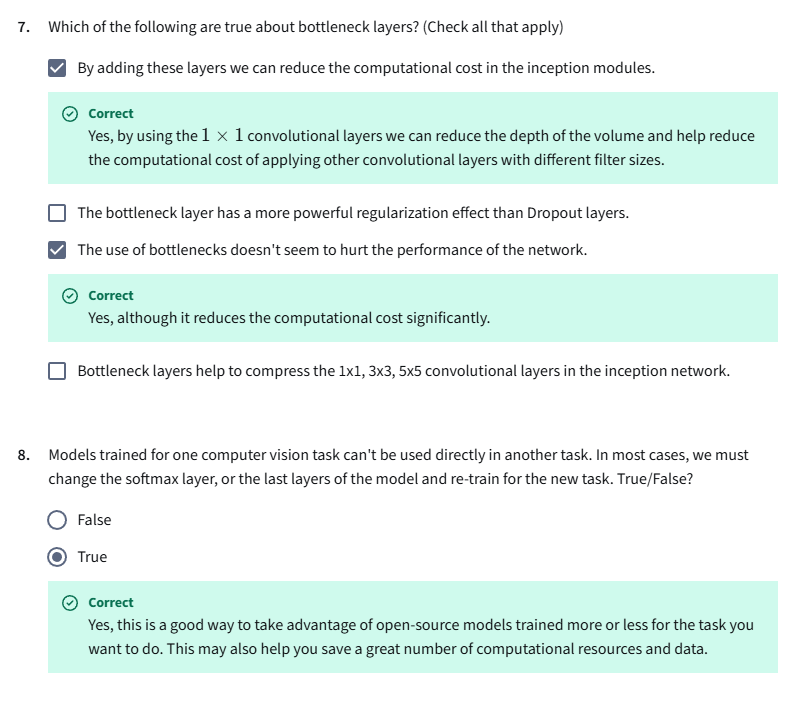 7. Which of the following are true about bottleneck layers? (Check all that apply)
By adding these layers we can reduce the computational cost in the inception modules.
Correct
Yes, by using the 1 × 1 convolutional layers we can reduce the depth of the volume and help reduce
the computational cost of applying other convolutional layers with different filter sizes.
The bottleneck layer has a more powerful regularization effect than Dropout layers.
The use of bottlenecks doesn't seem to hurt the performance of the network.
Correct
Yes, although it reduces the computational cost significantly.
Bottleneck layers help to compress the 1x1, 3x3, 5x5 convolutional layers in the inception network.
8. Models trained for one computer vision task can't be used directly in another task. In most cases, we must
change the softmax layer, or the last layers of the model and re-train for the new task. True/False?
False
True
Correct
Yes, this is a good way to take advantage of open-source models trained more or less for the task you
want to do. This may also help you save a great number of computational resources and data.